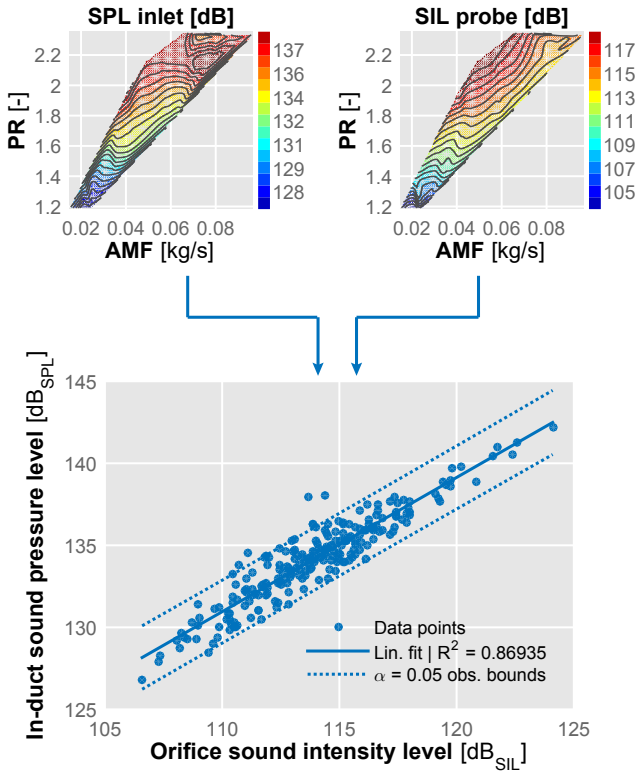 SPL inlet [dB]
SIL probe [dB]
PR [-]
2.2
2
1.8
1.6
1.4
1.2
0.02 0.04 0.06 0.08
AMF [kg/s]
137
136
134
132
131
129
128
PR [-]
2.2
2
1.8
1.6
1.4
1.2
0.02 0.04 0.06 0.08
AMF [kg/s]
117
115
113
111
109
107
105
In-duct sound pressure level [dB_SPL]
145
140
135
130
125
Data points
Lin. fit | R² = 0.86935
α = 0.05 obs. bounds
105 110 115 120 125
Orifice sound intensity level [dB_SIL]